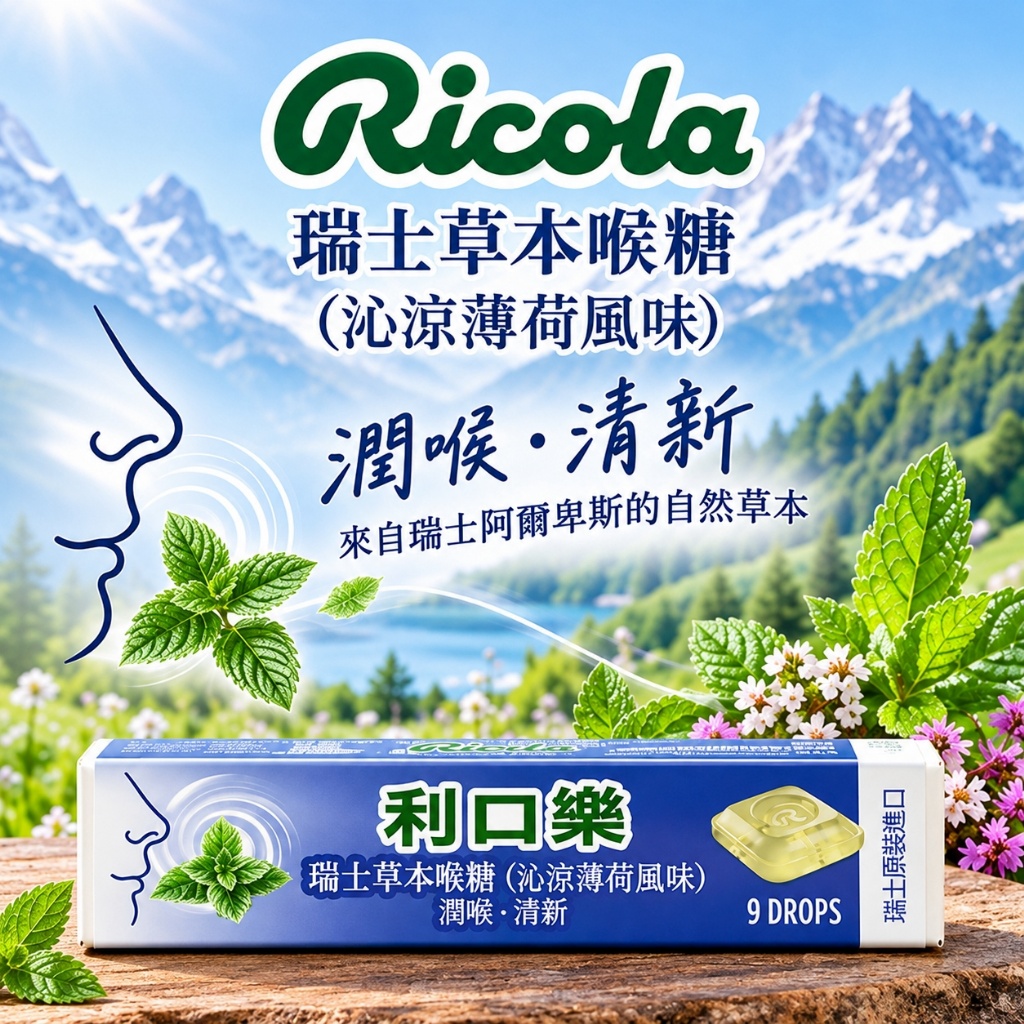 Ricola
瑞士草本喉糖
(沁涼薄荷風味)
潤喉·清新
來自瑞士阿爾卑斯的自然草本
Ricola
利口樂
瑞士草本喉糖 (沁涼薄荷風味)
潤喉·清新
9 DROPS
瑞士原裝進口